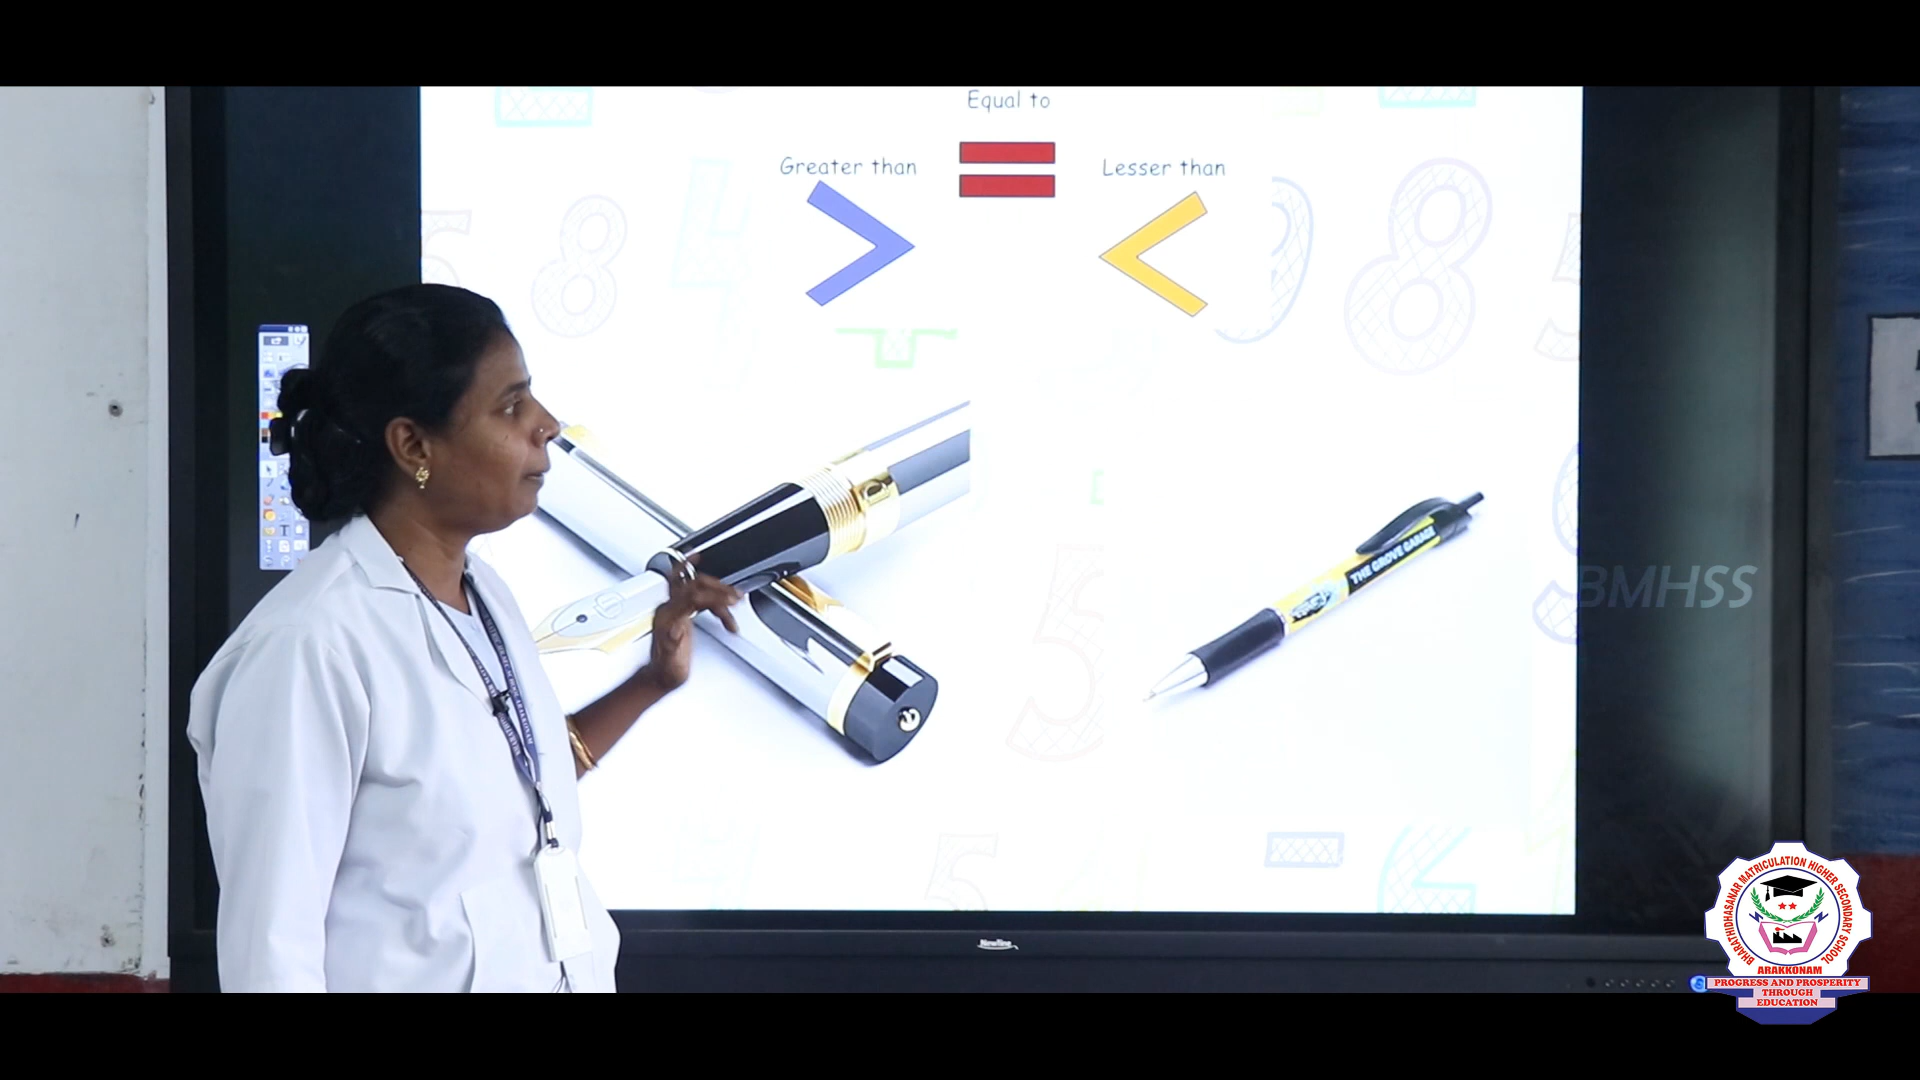 Equal to
Greater than
Lesser than
THE GROVE GARAGE
BMHSS
Newline
BHARATHIDHASANAR MATRICULATION HIGHER SECONDARY SCHOOL
ARAKKONAM
PROGRESS AND PROSPERITY
THROUGH
EDUCATION